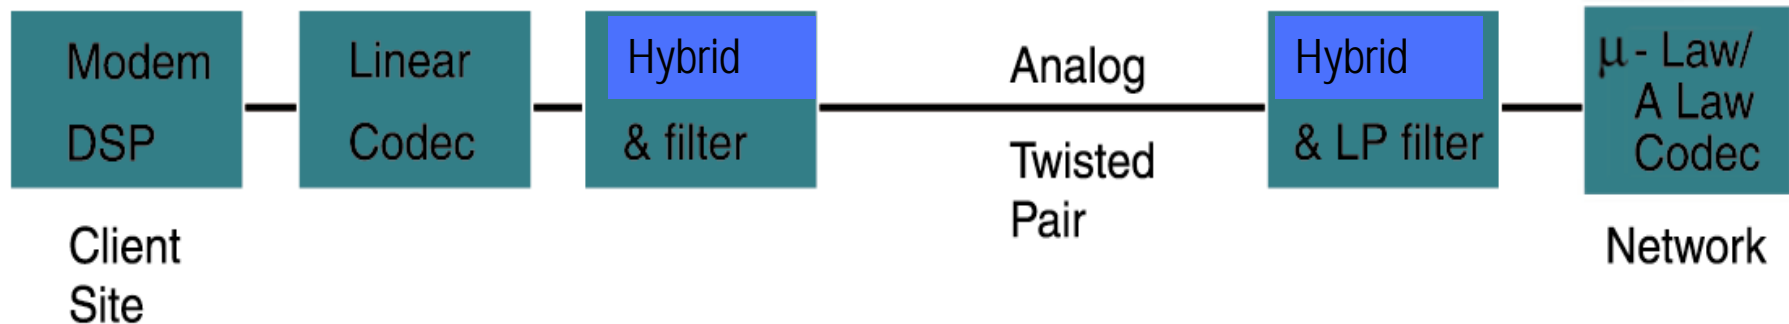 Modem
DSP
Linear
Codec
Hybrid
& filter
Analog
Twisted
Pair
Hybrid
& LP filter
μ - Law/
A Law
Codec
Client
Site
Network